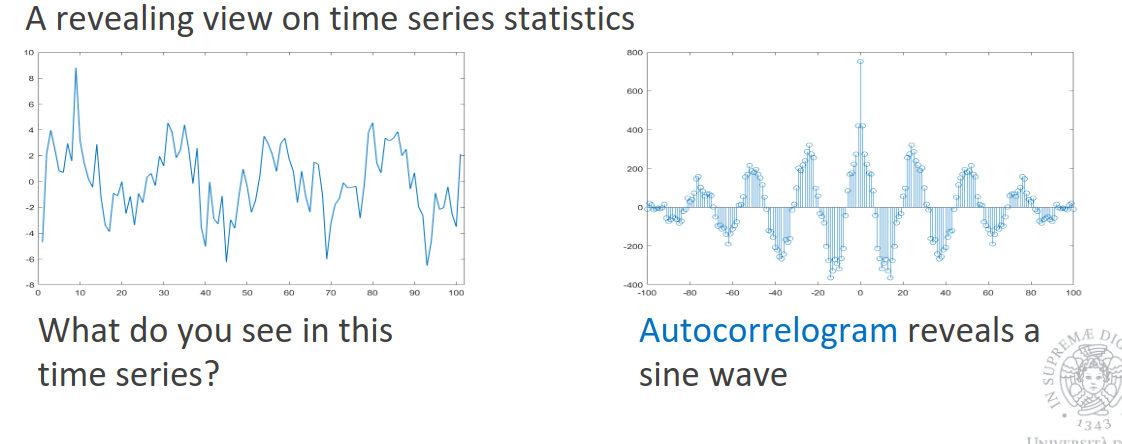 A revealing view on time series statistics
10
8
6
4
2
0
-2
-4
-6
-8
0 10 20 30 40 50 60 70 80 90 100
800
600
400
200
0
-200
-400
-100 -80 -60 -40 -20 0 20 40 60 80 100
What do you see in this
time series?
Autocorrelogram reveals a
sine wave
IN SUPREMÆ DIG
1343
UNIVERSITÀ D